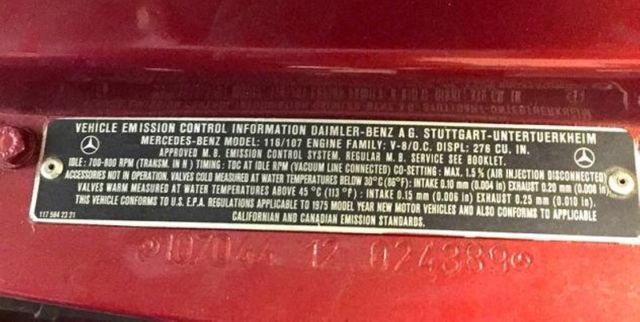 VEHICLE EMISSION CONTROL INFORMATION DAIMLER-BENZ A G. STUTTGART-UNTERTUERKHEIM
MERCEDES-BENZ MODEL: 116/107 ENGINE FAMILY: V-8/O.C. DISPL: 276 CU. IN.
APPROVED M. B. EMISSION CONTROL SYSTEM, REGULAR M. B. SERVICE SEE BOOKLET.
IDLE: 700-800 RPM (TRANSM. IN N) TIMING: TDC AT IDLE RPM (VACUUM LINE CONNECTED) CO-SETTING: MAX. 1.5% (AIR INJECTION DISCONNECTED)
ACCESSORIES NOT IN OPERATION. VALVES COLD MEASURED AT WATER TEMPERATURES BELOW 30°C (86°F): INTAKE 0.10 mm (0.004 in) EXHAUST 0.20 mm (0.008 in)
VALVES WARM MEASURED AT WATER TEMPERATURES ABOVE 45°C (113°F): INTAKE 0.15 mm (0.006 in) EXHAUST 0.25 mm (0.010 in).
THIS VEHICLE CONFORMS TO U.S. E.P.A. REGULATIONS APPLICABLE TO 1975 MODEL YEAR NEW MOTOR VEHICLES AND ALSO CONFORMS TO APPLICABLE
CALIFORNIAN AND CANADIAN EMISSION STANDARDS.
117 584 23 21
107044 12 024389